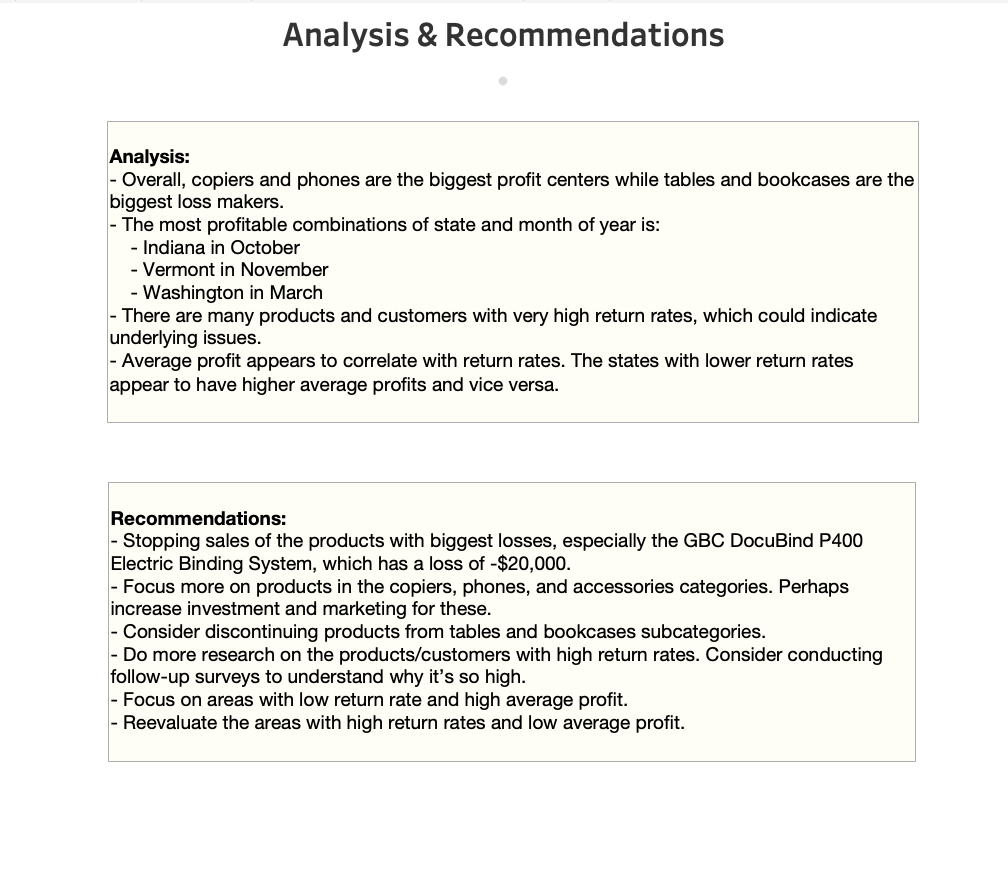 Analysis & Recommendations
Analysis:
- Overall, copiers and phones are the biggest profit centers while tables and bookcases are the
biggest loss makers.
- The most profitable combinations of state and month of year is:
- Indiana in October
- Vermont in November
- Washington in March
- There are many products and customers with very high return rates, which could indicate
underlying issues.
- Average profit appears to correlate with return rates. The states with lower return rates
appear to have higher average profits and vice versa.
Recommendations:
- Stopping sales of the products with biggest losses, especially the GBC DocuBind P400
Electric Binding System, which has a loss of -$20,000.
- Focus more on products in the copiers, phones, and accessories categories. Perhaps
increase investment and marketing for these.
- Consider discontinuing products from tables and bookcases subcategories.
- Do more research on the products/customers with high return rates. Consider conducting
follow-up surveys to understand why it’s so high.
- Focus on areas with low return rate and high average profit.
- Reevaluate the areas with high return rates and low average profit.